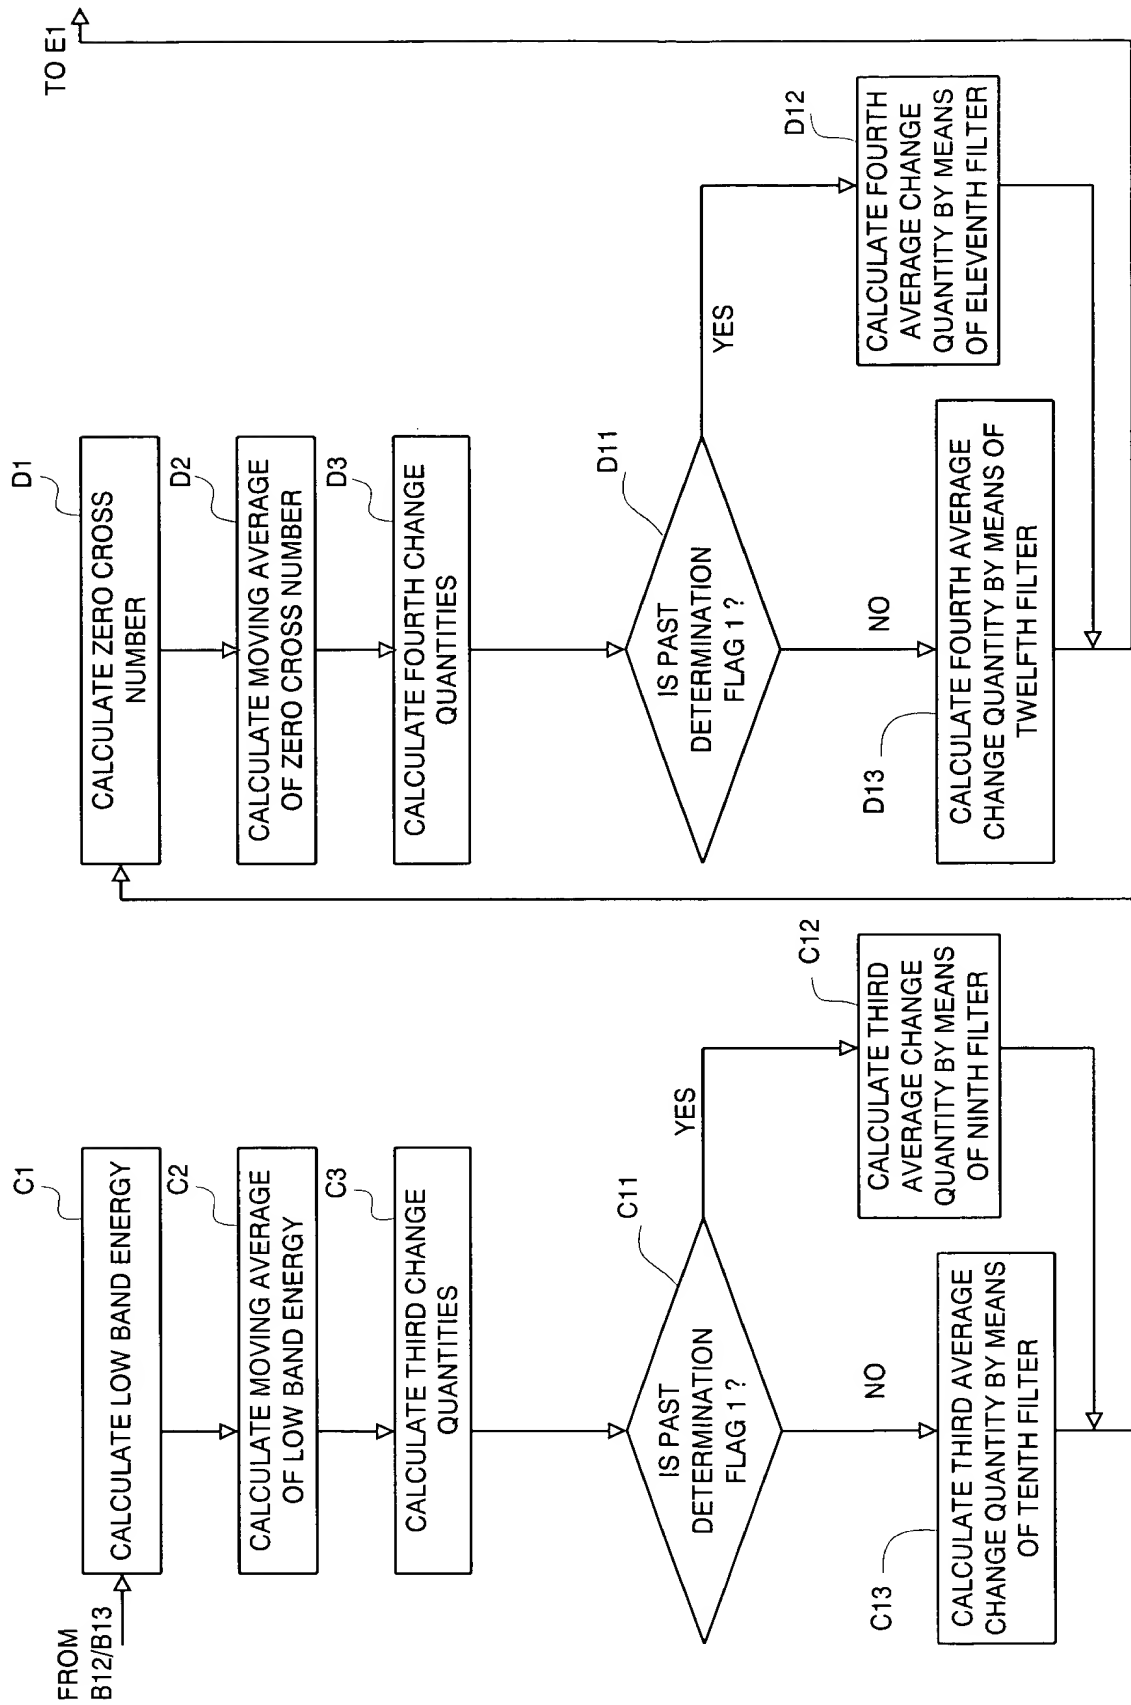 FROM
B12/B13
C1
CALCULATE LOW BAND ENERGY
C2
CALCULATE MOVING AVERAGE
OF LOW BAND ENERGY
C3
CALCULATE THIRD CHANGE
QUANTITIES
C11
IS PAST
DETERMINATION
FLAG 1 ?
YES
NO
C12
CALCULATE THIRD
AVERAGE CHANGE
QUANTITY BY MEANS
OF NINTH FILTER
C13
CALCULATE THIRD AVERAGE
CHANGE QUANTITY BY MEANS
OF TENTH FILTER
D1
CALCULATE ZERO CROSS
NUMBER
D2
CALCULATE MOVING AVERAGE
OF ZERO CROSS NUMBER
D3
CALCULATE FOURTH CHANGE
QUANTITIES
D11
IS PAST
DETERMINATION
FLAG 1 ?
YES
NO
D12
CALCULATE FOURTH
AVERAGE CHANGE
QUANTITY BY MEANS
OF ELEVENTH FILTER
D13
CALCULATE FOURTH AVERAGE
CHANGE QUANTITY BY MEANS OF
TWELFTH FILTER
TO E1